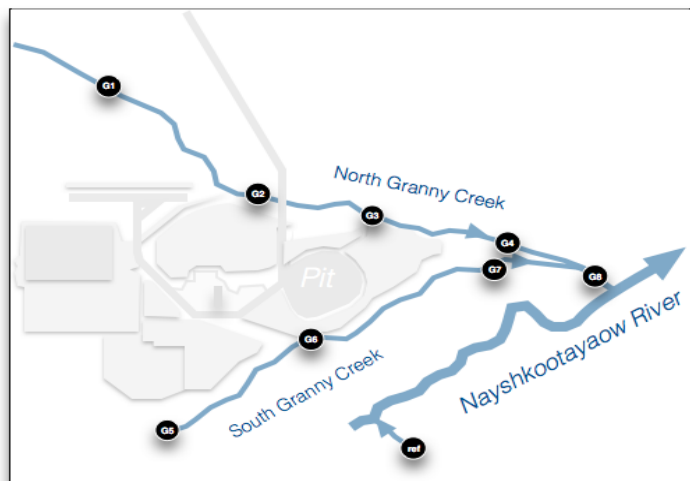 G1
G2
North Granny Creek
G3
G4
G7
G8
Pit
G6
South Granny Creek
G5
Nayshkootayaow River
ref